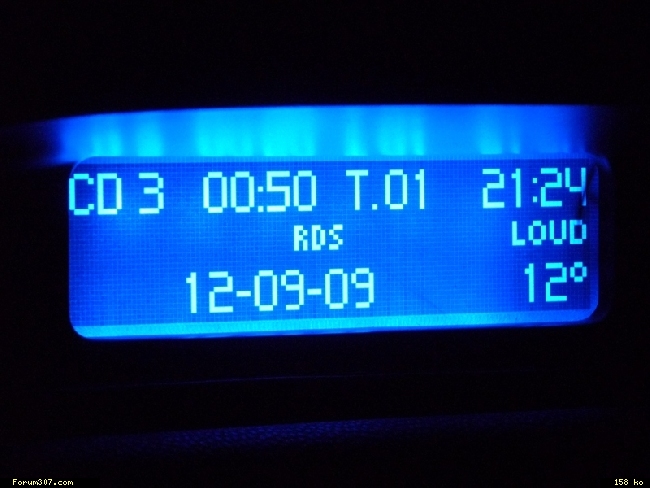 CD 3 00:50 T.01 21:24
RDS LOUD
12-09-09 12°
Forum307.com 158 ko